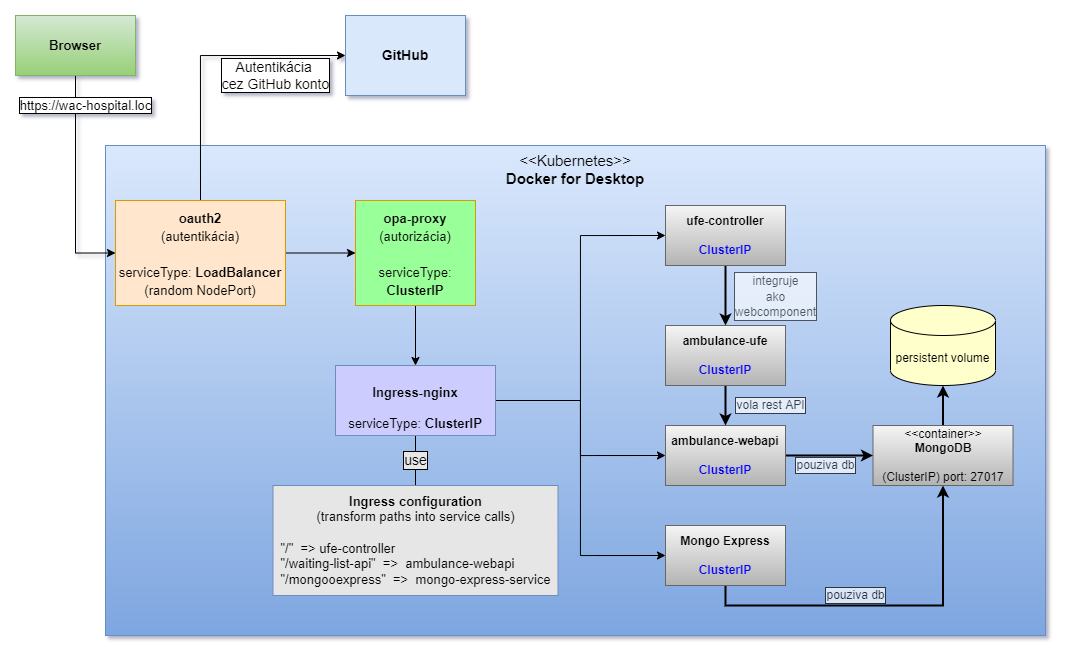 Browser
GitHub
Autentikácia
cez GitHub konto
https://wac-hospital.loc
<<Kubernetes>>
Docker for Desktop
oauth2
(autentikácia)
serviceType: LoadBalancer
(random NodePort)
opa-proxy
(autorizácia)
serviceType:
ClusterIP
ufe-controller
ClusterIP
integruje
ako
webcomponent
ambulance-ufe
ClusterIP
persistent volume
Ingress-nginx
serviceType: ClusterIP
vola rest API
ambulance-webapi
ClusterIP
pouziva db
<<container>>
MongoDB
(ClusterIP) port: 27017
use
Ingress configuration
(transform paths into service calls)
"/" => ufe-controller
"/waiting-list-api" => ambulance-webapi
"/mongooexpress" => mongo-express-service
Mongo Express
ClusterIP
pouziva db